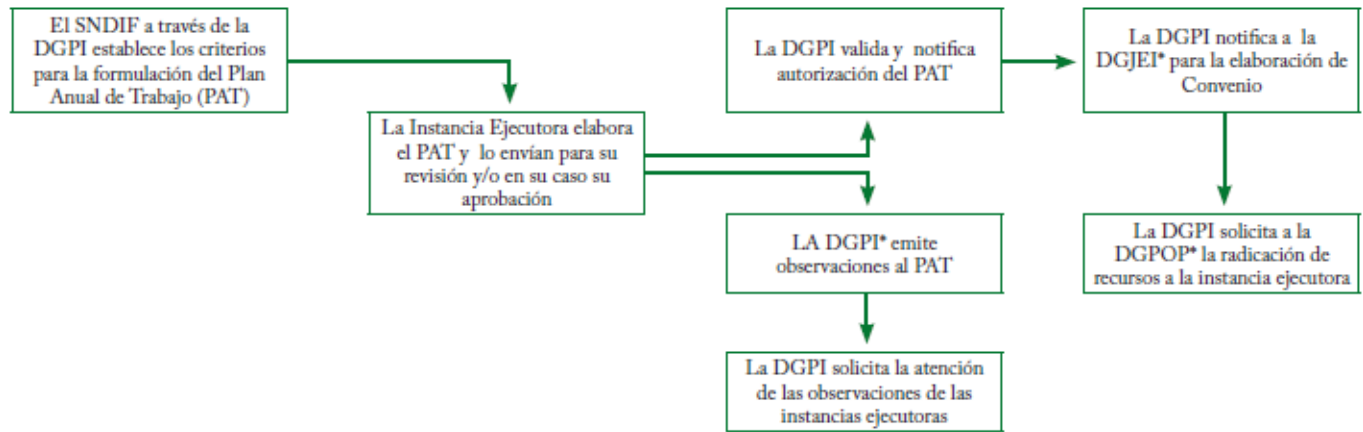 El SNDIF a través de la
DGPI establece los criterios
para la formulación del Plan
Anual de Trabajo (PAT)
La Instancia Ejecutora elabora
el PAT y lo envían para su
revisión y/o en su caso su
aprobación
La DGPI valida y notifica
autorización del PAT
La DGPI notifica a la
DGJEI* para la elaboración de
Convenio
LA DGPI* emite
observaciones al PAT
La DGPI solicita a la
DGPOP* la radicación de
recursos a la instancia ejecutora
La DGPI solicita la atención
de las observaciones de las
instancias ejecutoras